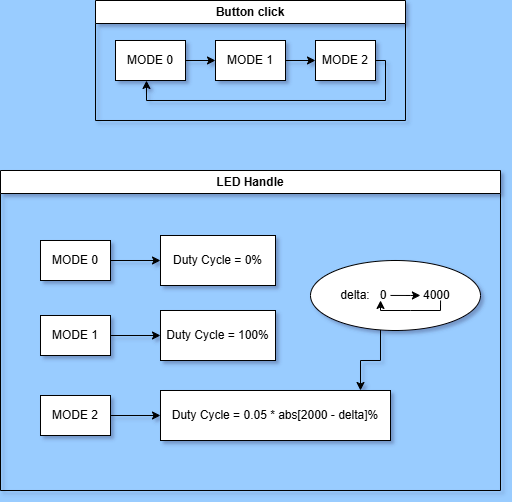 Button click
MODE 0
MODE 1
MODE 2
LED Handle
MODE 0
Duty Cycle = 0%
delta: 0 4000
MODE 1
Duty Cycle = 100%
MODE 2
Duty Cycle = 0.05 * abs[2000 - delta]%